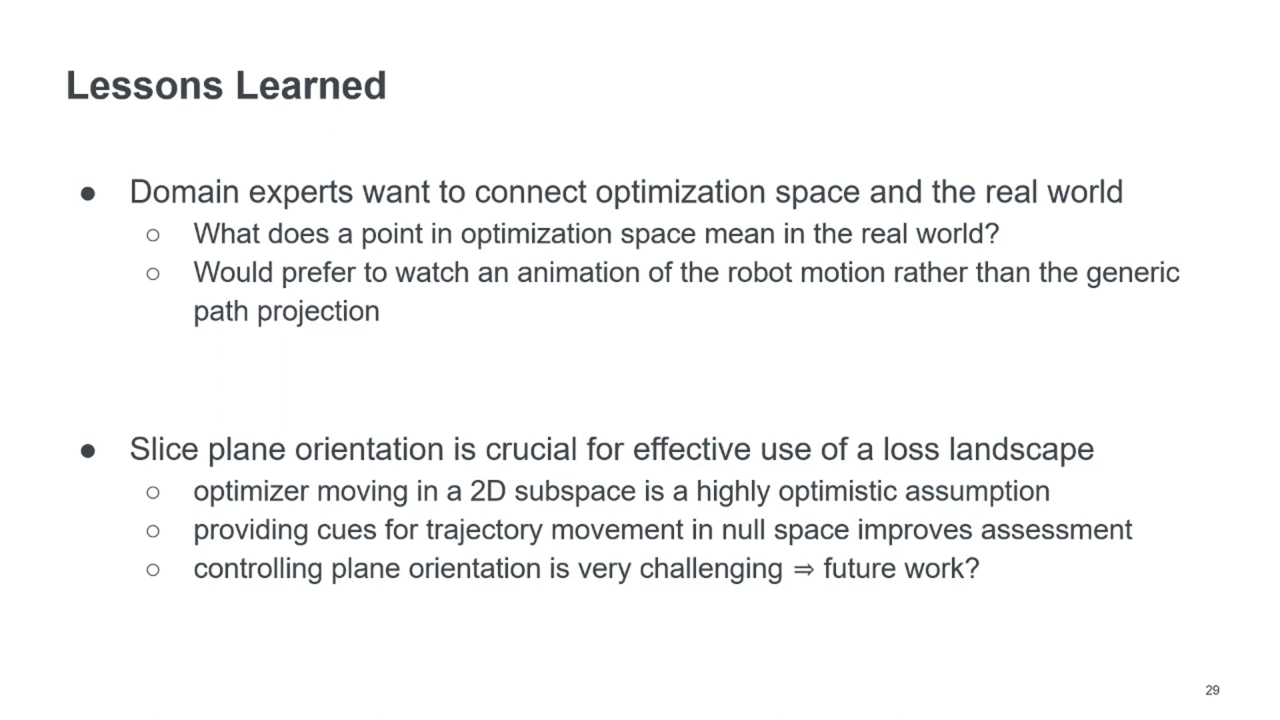 Lessons Learned
● Domain experts want to connect optimization space and the real world
○ What does a point in optimization space mean in the real world?
○ Would prefer to watch an animation of the robot motion rather than the generic
path projection
● Slice plane orientation is crucial for effective use of a loss landscape
○ optimizer moving in a 2D subspace is a highly optimistic assumption
○ providing cues for trajectory movement in null space improves assessment
○ controlling plane orientation is very challenging ⇒ future work?
29